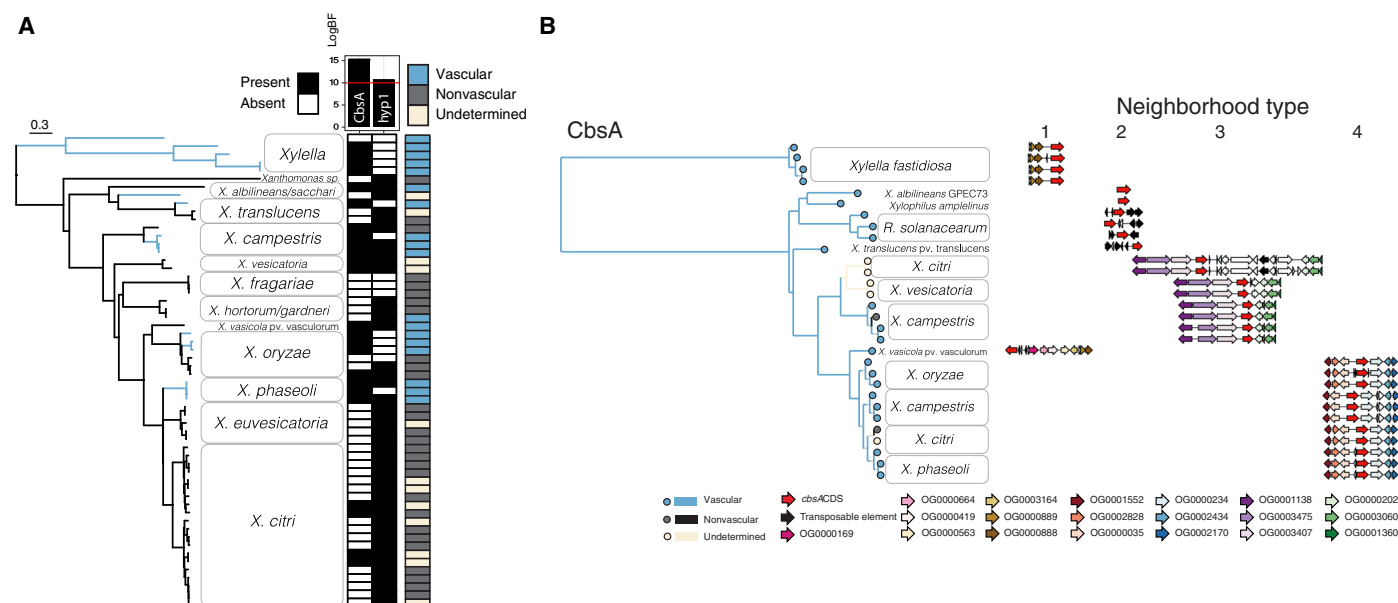 A
LogBF
15
10
5
0
CbsA
hyp1
Present
Absent
Vascular
Nonvascular
Undetermined
0.3
Xylella
Xanthomonas sp
X. albilineans/sacchari
X. translucens
X. campestris
X. vesicatoria
X. fragariae
X. hortorum/gardneri
X. vasicola pv. vasculorum
X. oryzae
X. phaseoli
X. euvesicatoria
X. citri
B
CbsA
Neighborhood type
1 2 3 4
Xylella fastidiosa
X. albilineans GPEC73
Xylophilus amplelinus
R. solanacearum
X. translucens pv. translucens
X. citri
X. vesicatoria
X. campestris
X. vasicola pv. vasculorum
X. oryzae
X. campestris
X. citri
X. phaseoli
Vascular
Nonvascular
Undetermined
cbsACDS
Transposable element
OG0000169
OG0000664
OG0000419
OG0000563
OG0003164
OG0000889
OG0000888
OG0001552
OG0002828
OG0000035
OG0000234
OG0002434
OG0002170
OG0001138
OG0003475
OG0003407
OG0000202
OG0003060
OG0001360